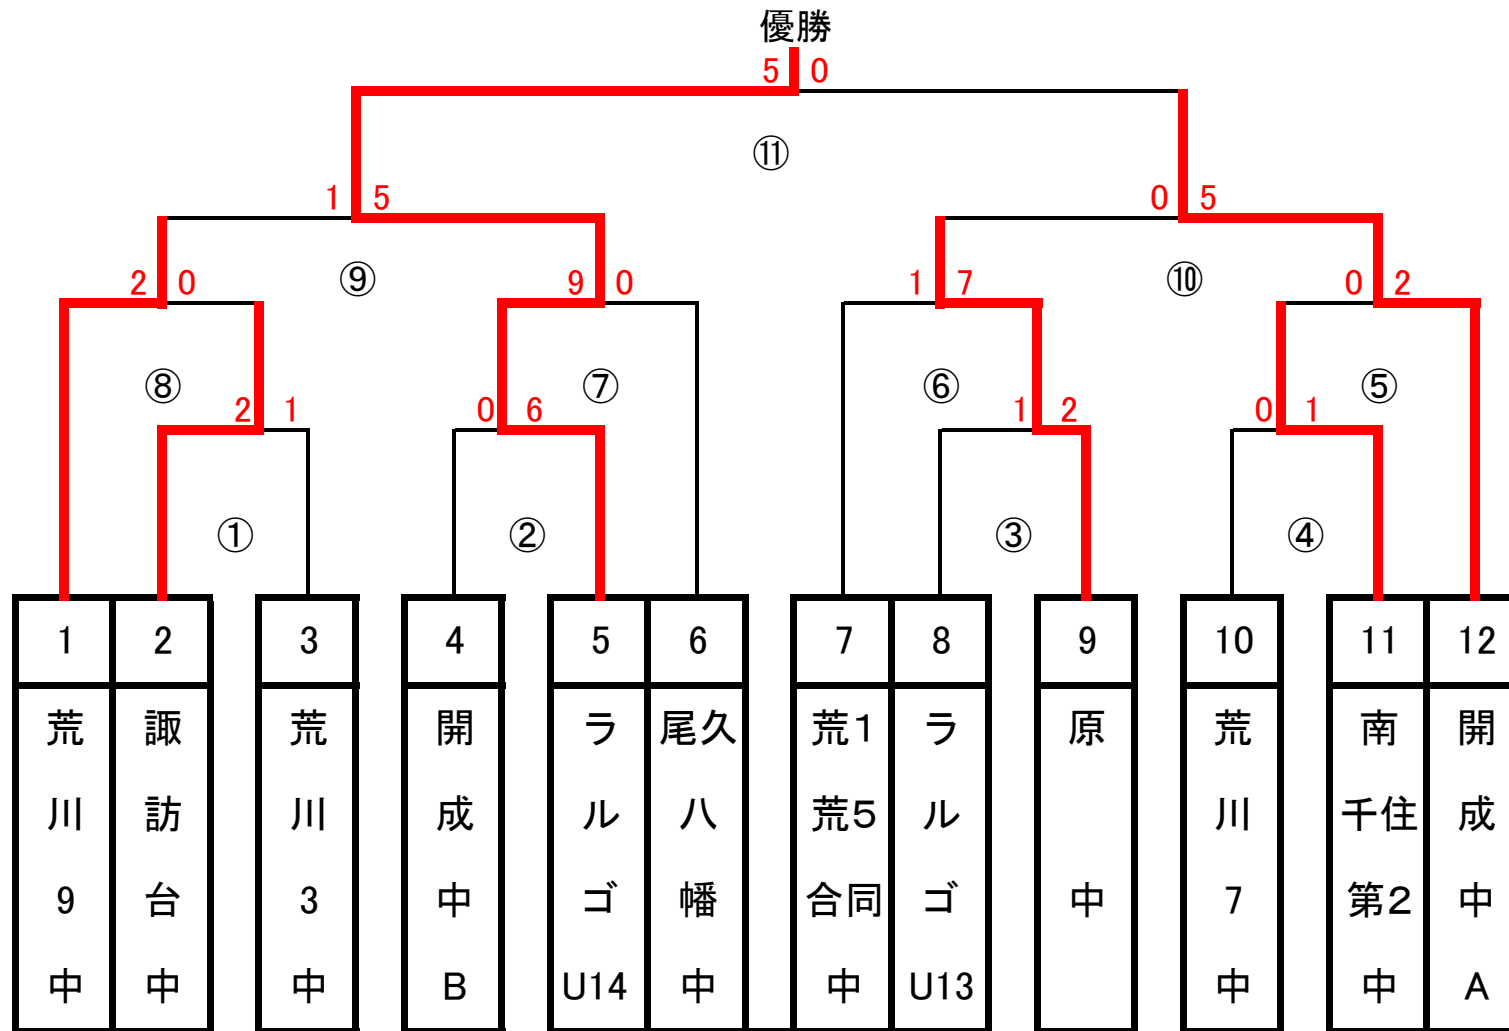 優勝
5 0
⑪
1 5 0 5
2 0 ⑨ 9 0 1 7 ⑩ 0 2
⑧ ⑦ ⑥ ⑤
2 1 0 6 1 2 0 1
① ② ③ ④
1 2 3 4 5 6 7 8 9 10 11 12
荒川9中
諏訪台中
荒川3中
開成中B
ラルゴU14
尾久八幡中
荒1荒5合同中
ラルゴU13
原中
荒川7中
南千住第2中
開成中A